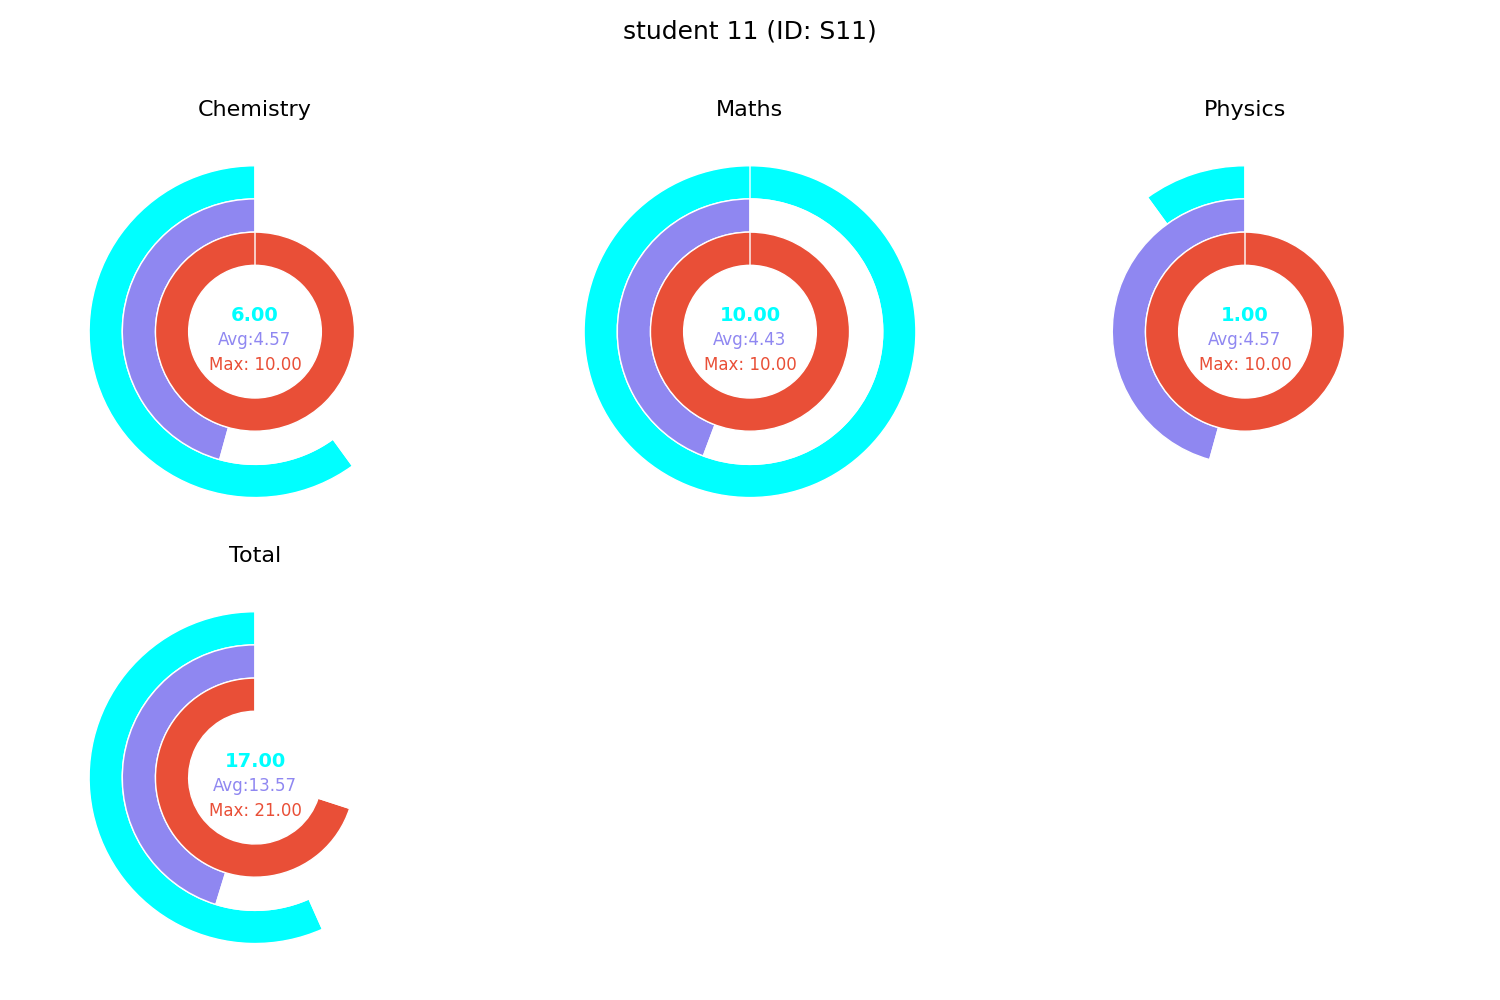 student 11 (ID: S11)
Chemistry
6.00
Avg:4.57
Max: 10.00
Maths
10.00
Avg:4.43
Max: 10.00
Physics
1.00
Avg:4.57
Max: 10.00
Total
17.00
Avg:13.57
Max: 21.00